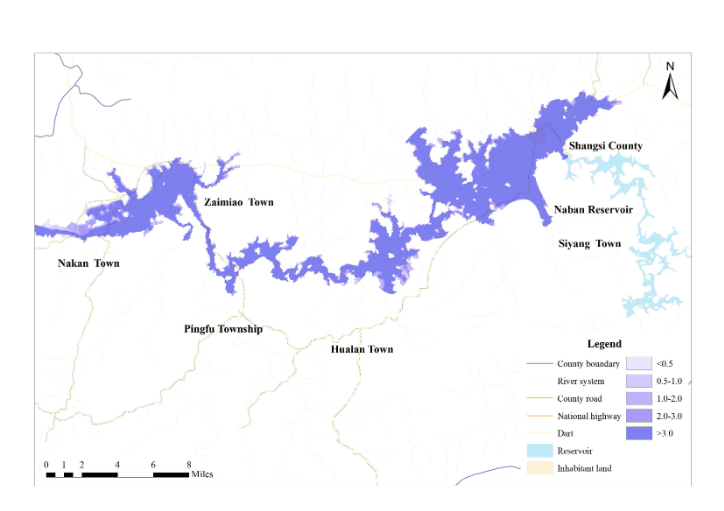 N
Shangsi County
Zaimiao Town
Naban Reservoir
Siyang Town
Nakan Town
Pingfu Township
Hualan Town
Legend
County boundary <0.5
River system 0.5-1.0
County road 1.0-2.0
National highway 2.0-3.0
Dart >3.0
Reservoir
Inhabitant land
0 1 2 4 6 8
Miles